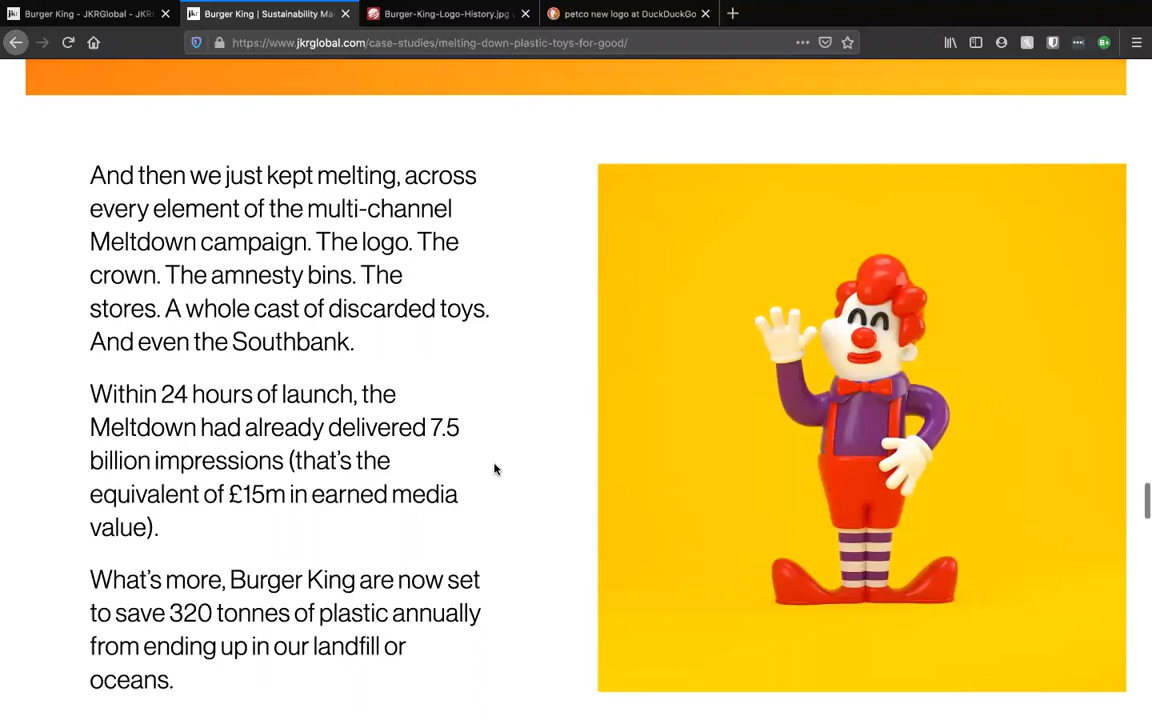 jkr Burger King - JKRGlobal - JKR
jkr Burger King | Sustainability Ma
Burger-King-Logo-History.jpg
petco new logo at DuckDuckGo
https://www.jkrglobal.com/case-studies/melting-down-plastic-toys-for-good/
And then we just kept melting, across
every element of the multi-channel
Meltdown campaign. The logo. The
crown. The amnesty bins. The
stores. A whole cast of discarded toys.
And even the Southbank.
Within 24 hours of launch, the
Meltdown had already delivered 7.5
billion impressions (that's the
equivalent of £15m in earned media
value).
What's more, Burger King are now set
to save 320 tonnes of plastic annually
from ending up in our landfill or
oceans.